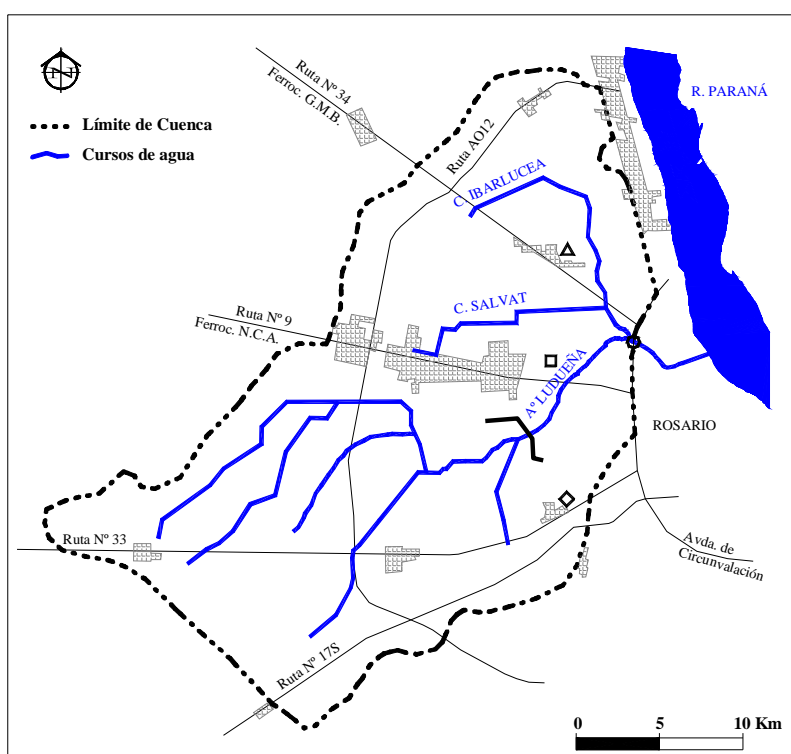 N
Límite de Cuenca
Cursos de agua
Ruta Nº 34
Ferroc. G.M.B.
Ruta AO12
R. PARANÁ
C. IBARLUCEA
C. SALVAT
Ruta Nº 9
Ferroc. N.C.A.
Aº LUDUEÑA
ROSARIO
Ruta Nº 33
Avda. de
Circunvalación
Ruta Nº 17S
0 5 10 Km